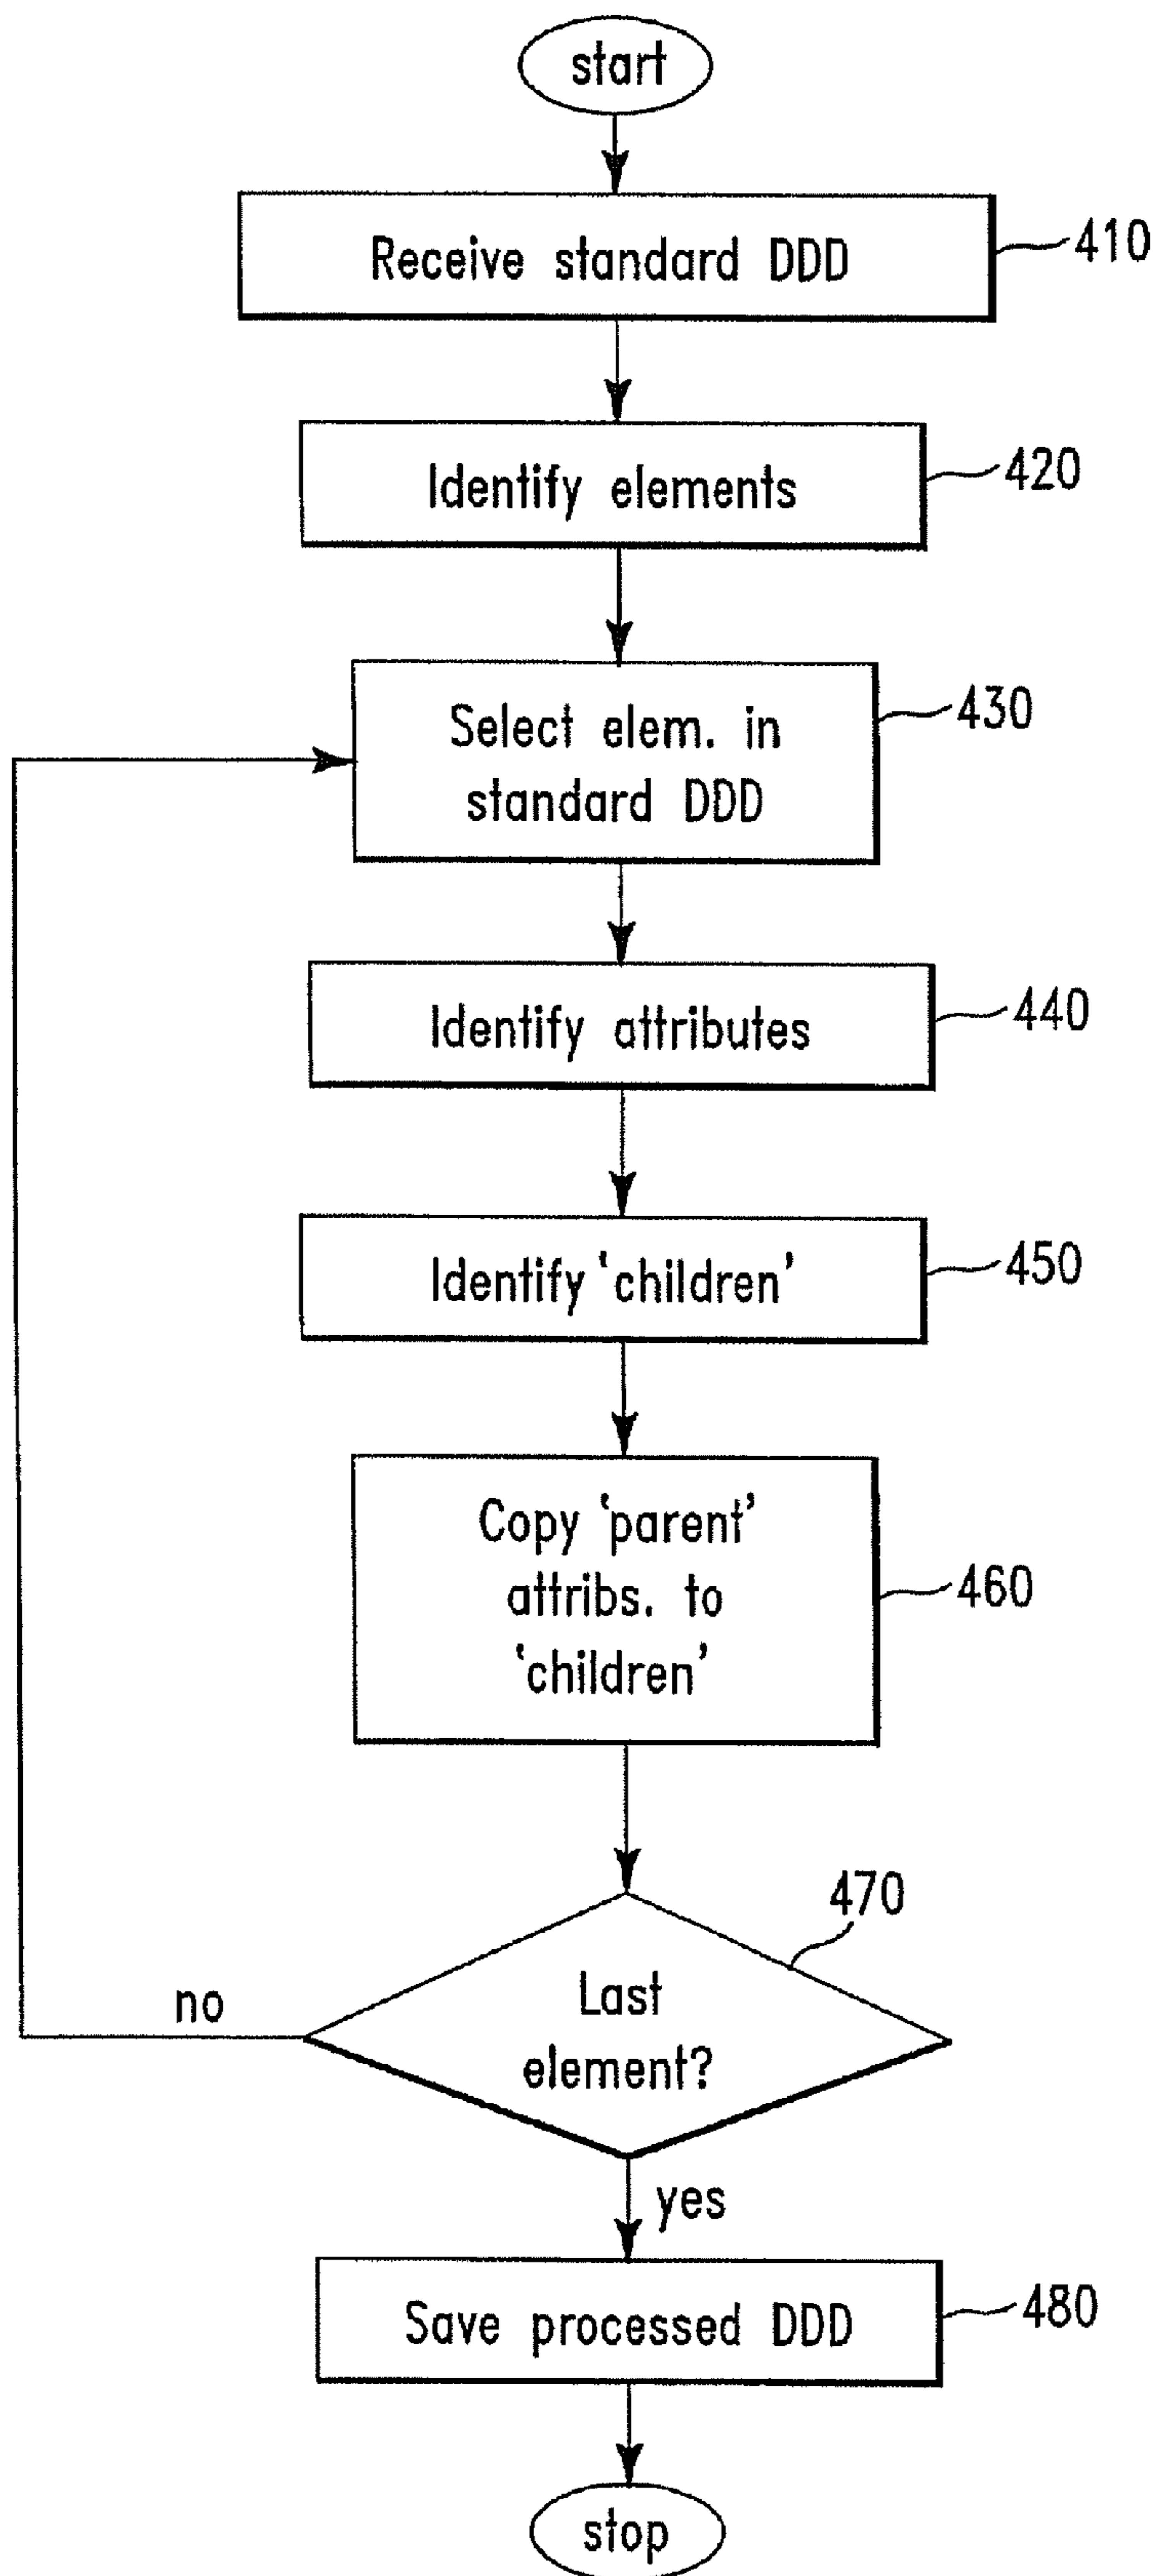 start
Receive standard DDD
410
Identify elements
420
Select elem. in
standard DDD
430
Identify attributes
440
Identify 'children'
450
Copy 'parent'
attribs. to
'children'
460
470
Last
element?
no
yes
Save processed DDD
480
stop